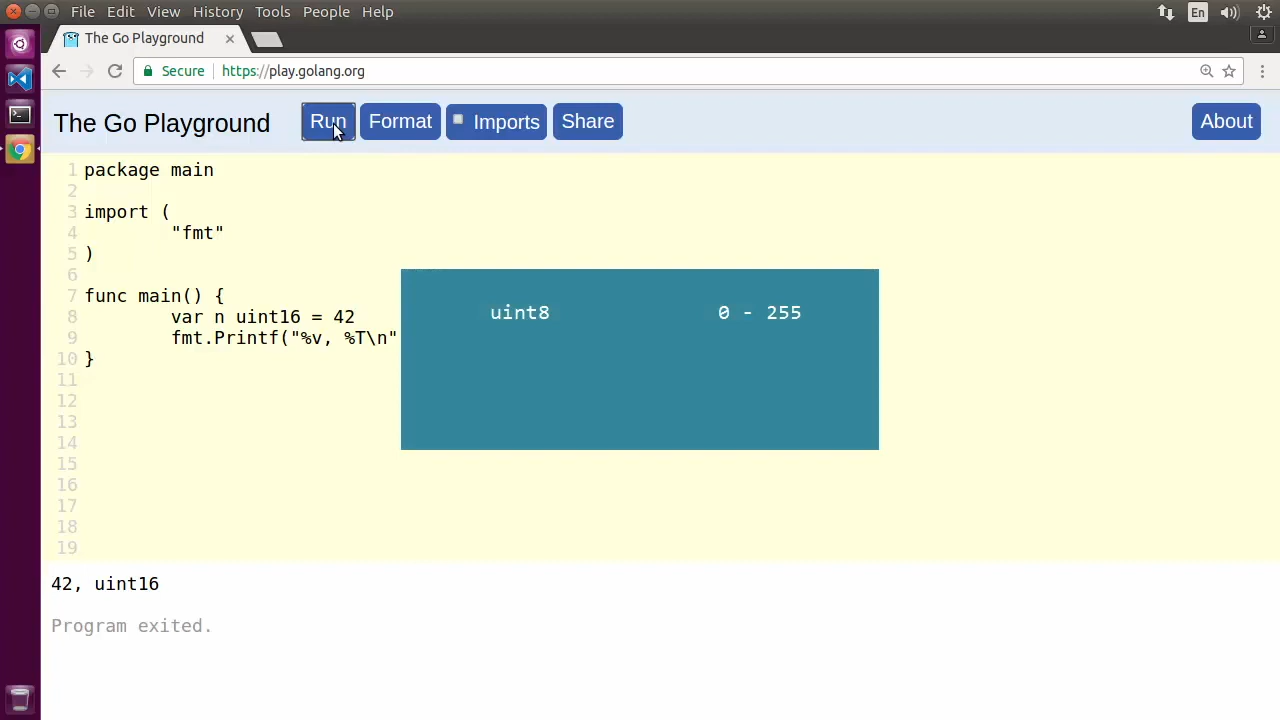 File Edit View History Tools People Help
En
The Go Playground
Secure https://play.golang.org
The Go Playground Run Format Imports Share About
1 package main
2
3 import (
4 "fmt"
5 )
6
7 func main() {
8 var n uint16 = 42
9 fmt.Printf("%v, %T\n"
10 }
11
12
13
14
15
16
17
18
19
uint8 0 - 255
42, uint16
Program exited.